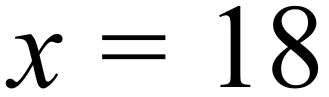 x = 18